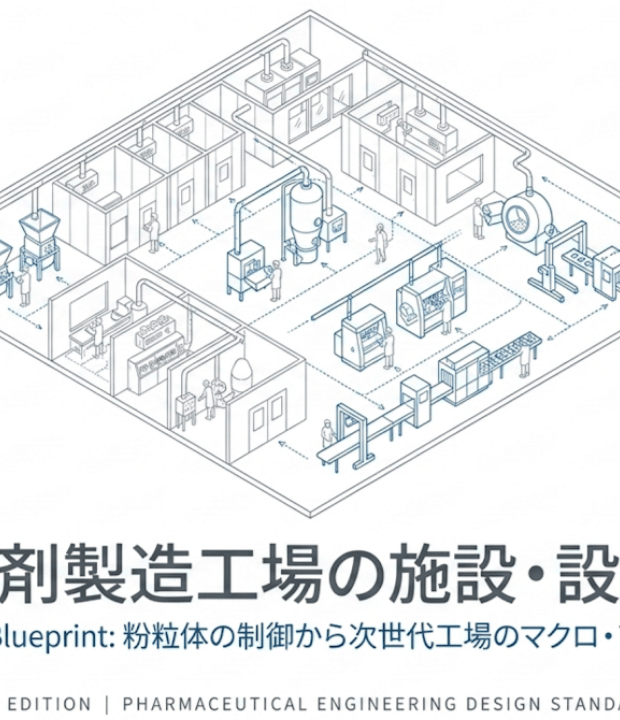 剤製造工場の施設・設
Blueprint: 粉粒体の制御から次世代工場のマクロ・
EDITION | PHARMACEUTICAL ENGINEERING DESIGN STANDA